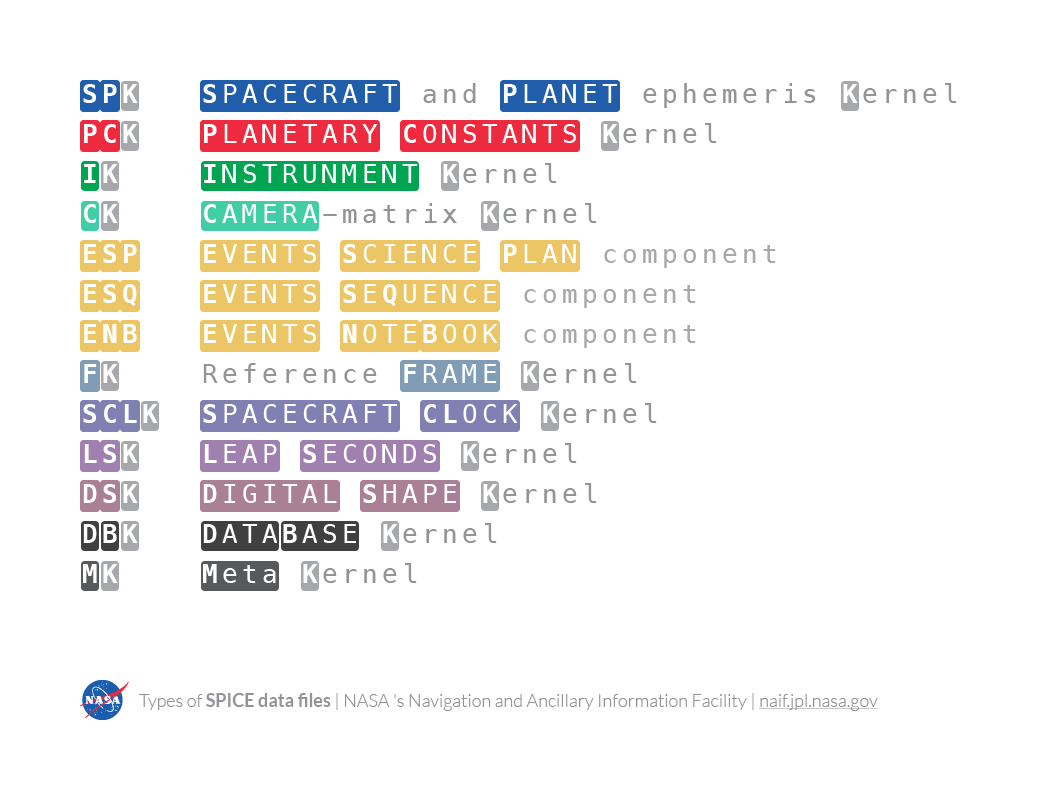 SPK SPACECRAFT and PLANET ephemeris Kernel
PCK PLANETARY CONSTANTS Kernel
IK INSTRUNMENT Kernel
CK CAMERA–matrix Kernel
ESP EVENTS SCIENCE PLAN component
ESQ EVENTS SEQUENCE component
ENB EVENTS NOTEBOOK component
FK Reference FRAME Kernel
SCLK SPACECRAFT CLOCK Kernel
LSK LEAP SECONDS Kernel
DSK DIGITAL SHAPE Kernel
DBK DATABASE Kernel
MK Meta Kernel
NASA Types of SPICE data files | NASA 's Navigation and Ancillary Information Facility | naif.jpl.nasa.gov